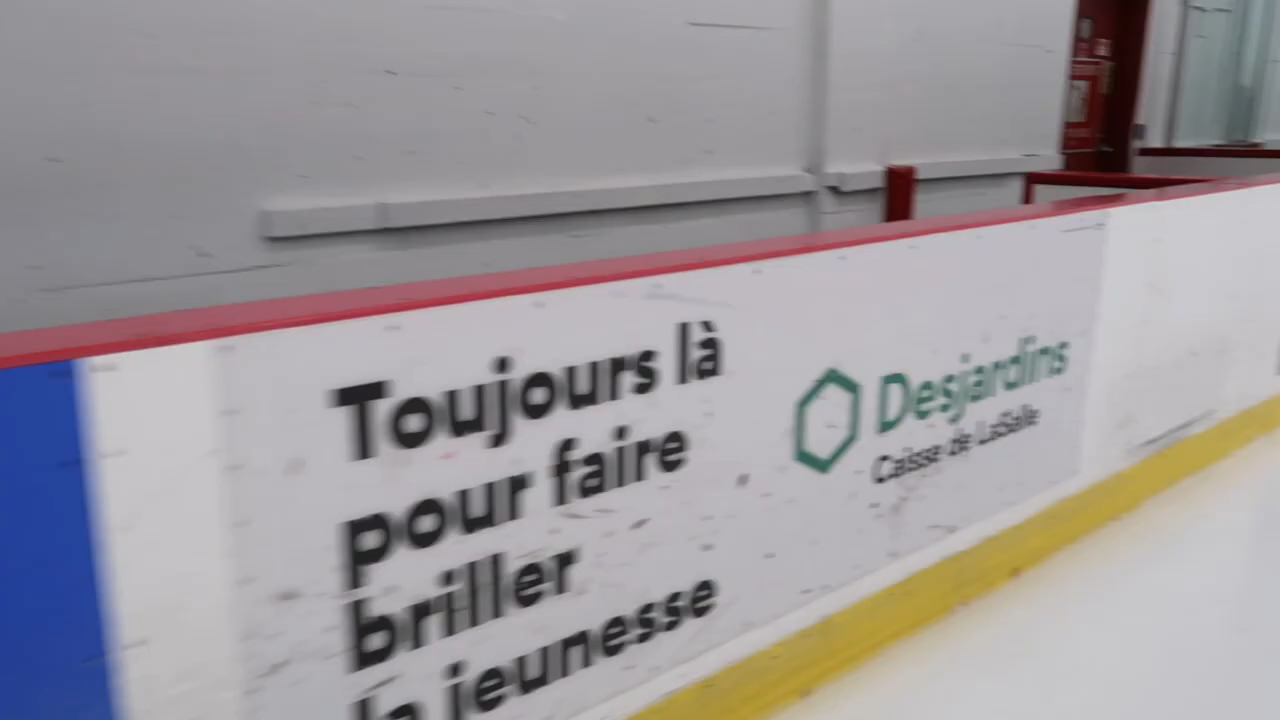 Toujours là
pour faire
briller
la jeunesse
Desjardins
Caisse de LaSalle